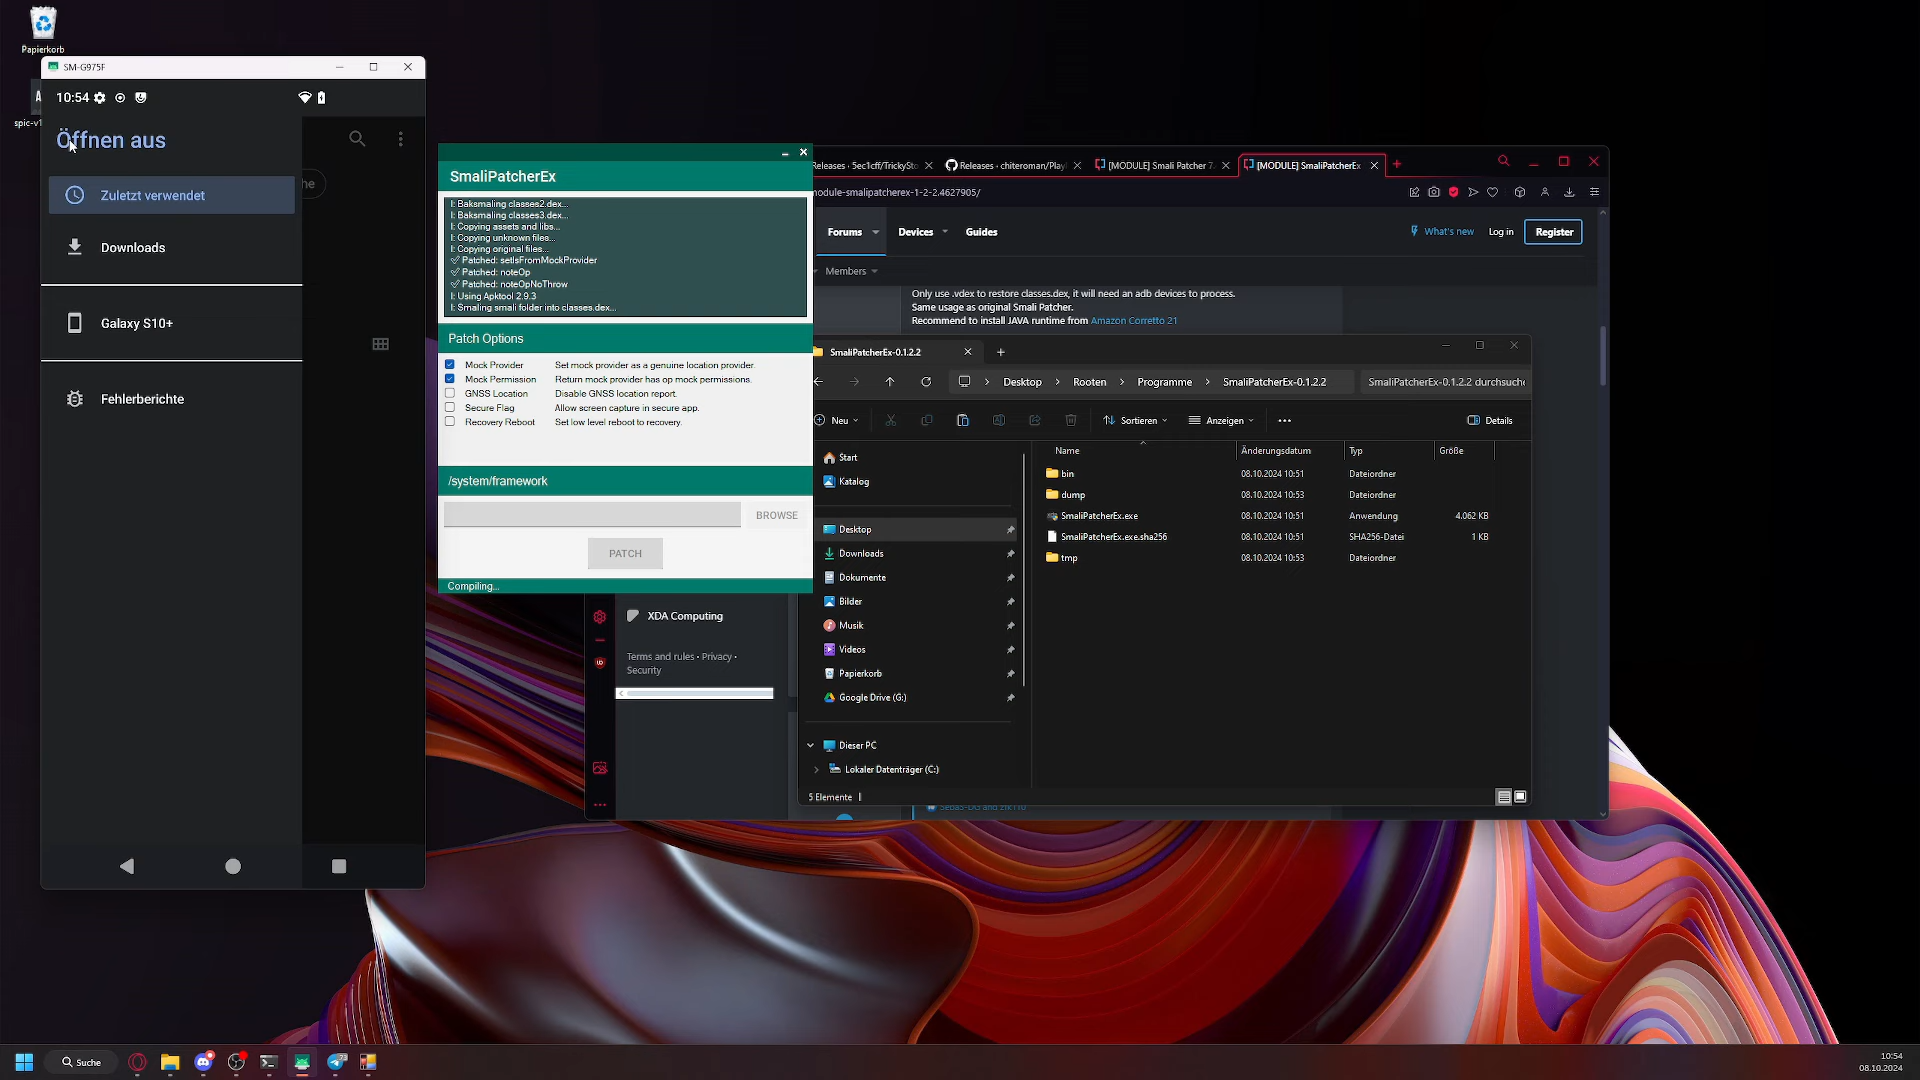 Papierkorb
SM-G975F
10:54
Öffnen aus
Zuletzt verwendet
Downloads
Galaxy S10+
Fehlerberichte
SmaliPatcherEx
I: Baksmaling classes2.dex...
I: Baksmaling classes3.dex...
I: Copying assets and libs...
I: Copying unknown files...
I: Copying original files...
✓ Patched: setIsFromMockProvider
✓ Patched: noteOp
✓ Patched: noteOpNoThrow
I: Using Apktool 2.9.3
I: Smaling smali folder into classes.dex...
Patch Options
Mock Provider Set mock provider as a genuine location provider.
Mock Permission Return mock provider has op mock permissions.
GNSS Location Disable GNSS location report.
Secure Flag Allow screen capture in secure app.
Recovery Reboot Set low level reboot to recovery.
/system/framework
BROWSE
PATCH
Compiling...
Releases · 5ec1cff/TrickySto
Releases · chiteroman/Play
[MODULE] Smali Patcher 7.
[MODULE] SmaliPatcherEx
module-smalipatcherex-1-2-2.4627905/
Forums
Devices
Guides
What's new
Log in
Register
Members
Only use .vdex to restore classes.dex, it will need an adb devices to process.
Same usage as original Smali Patcher.
Recommend to install JAVA runtime from Amazon Corretto 21
SmaliPatcherEx-0.1.2.2
Desktop > Rooten > Programme > SmaliPatcherEx-0.1.2.2
SmaliPatcherEx-0.1.2.2 durchsuche
Neu
Sortieren
Anzeigen
Details
Start
Katalog
Desktop
Downloads
Dokumente
Bilder
Musik
Videos
Papierkorb
Google Drive (G:)
Dieser PC
Lokaler Datenträger (C:)
Name Änderungsdatum Typ Größe
bin 08.10.2024 10:51 Dateiordner
dump 08.10.2024 10:53 Dateiordner
SmaliPatcherEx.exe 08.10.2024 10:51 Anwendung 4.062 KB
SmaliPatcherEx.exe.sha256 08.10.2024 10:51 SHA256-Datei 1 KB
tmp 08.10.2024 10:53 Dateiordner
5 Elemente
XDA Computing
Terms and rules • Privacy •
Security
Suche
10:54
08.10.2024